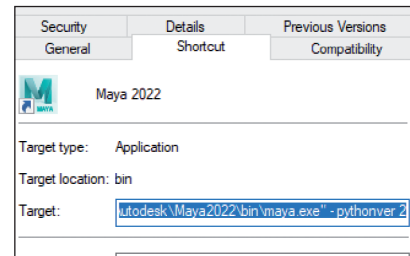 Security Details Previous Versions
General Shortcut Compatibility
M
MAYA
Maya 2022
Target type: Application
Target location: bin
Target: utodesk\Maya2022\bin\maya.exe" - pythonver 2